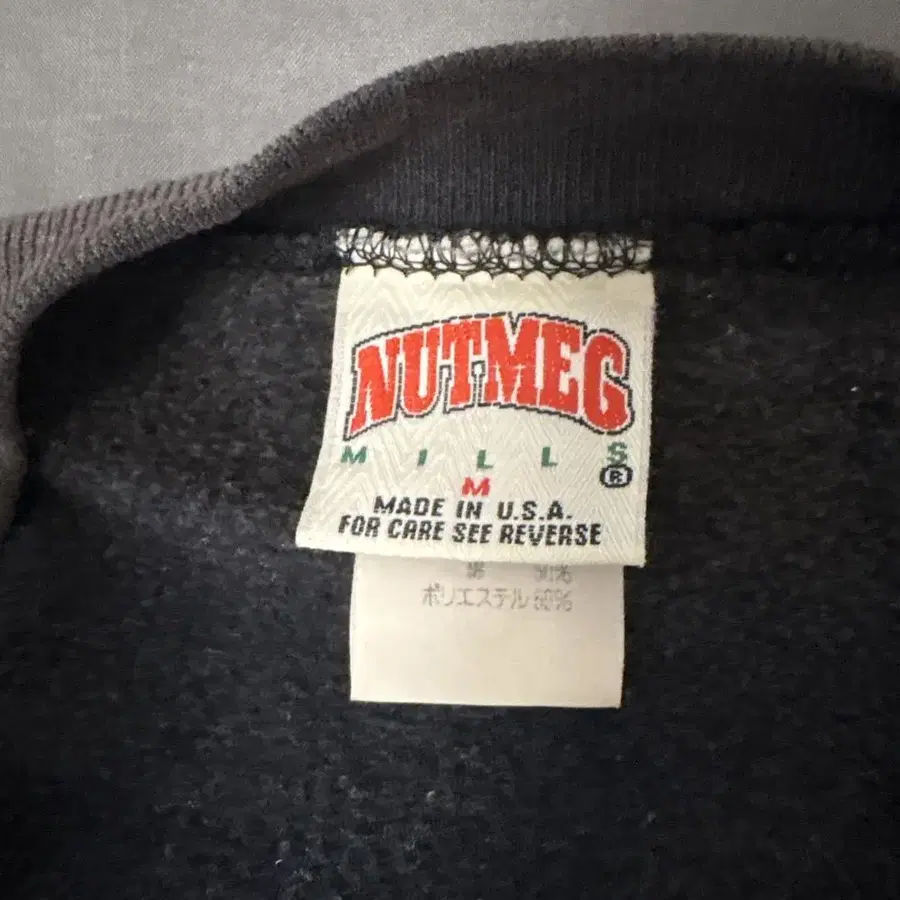 NUTMEG
MILLS®
M
MADE IN U.S.A.
FOR CARE SEE REVERSE
ポリエステル